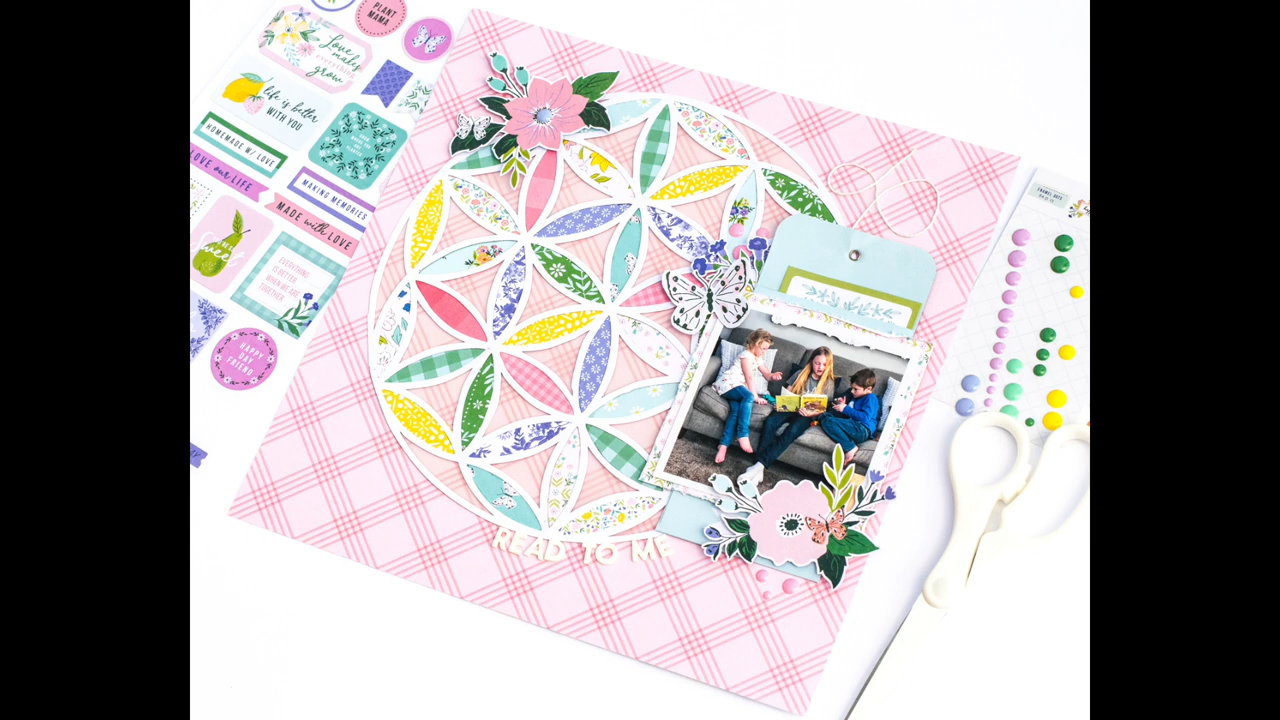 PLANT
MAMA
Love
makes
everything
grow
life is better
WITH YOU
HOMEMADE W/ LOVE
LOVE our LIFE
MAKING MEMORIES
MADE with LOVE
EVERYTHING
IS BETTER
WHEN WE ARE
TOGETHER
HAPPY
DAY
FRIEND
READ TO ME
ENAMEL DOTS